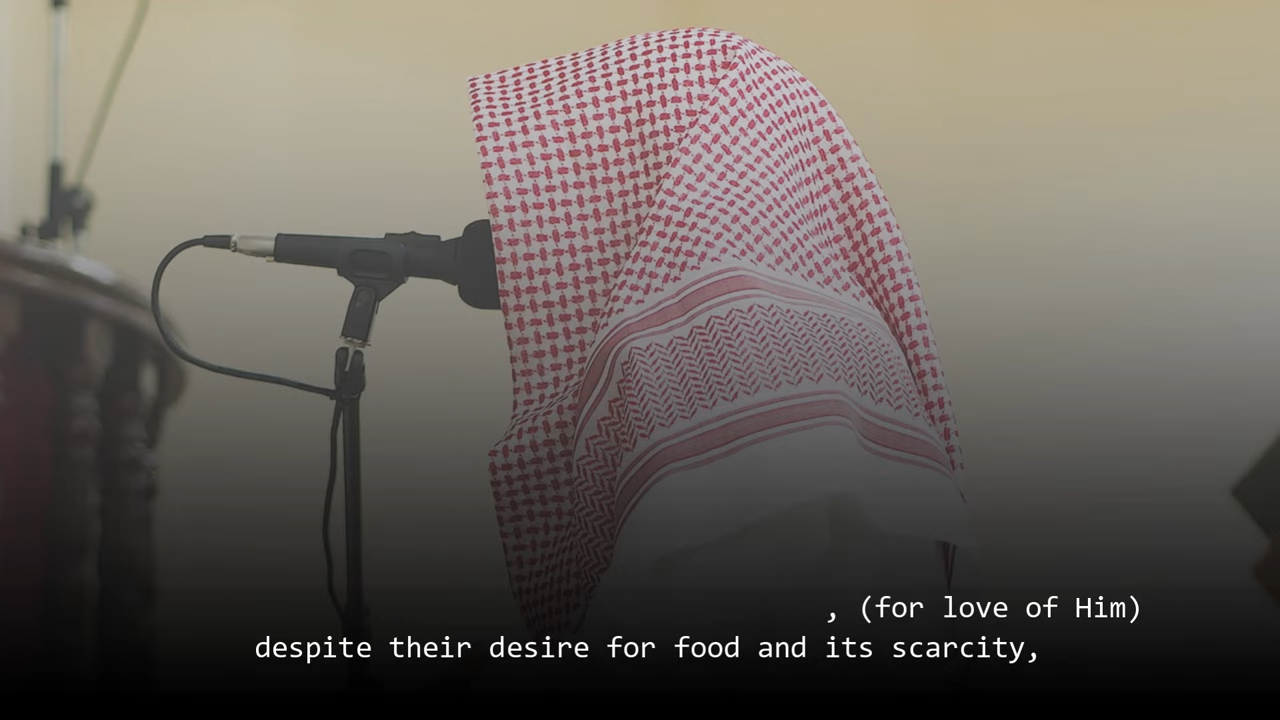 , (for love of Him)
despite their desire for food and its scarcity,